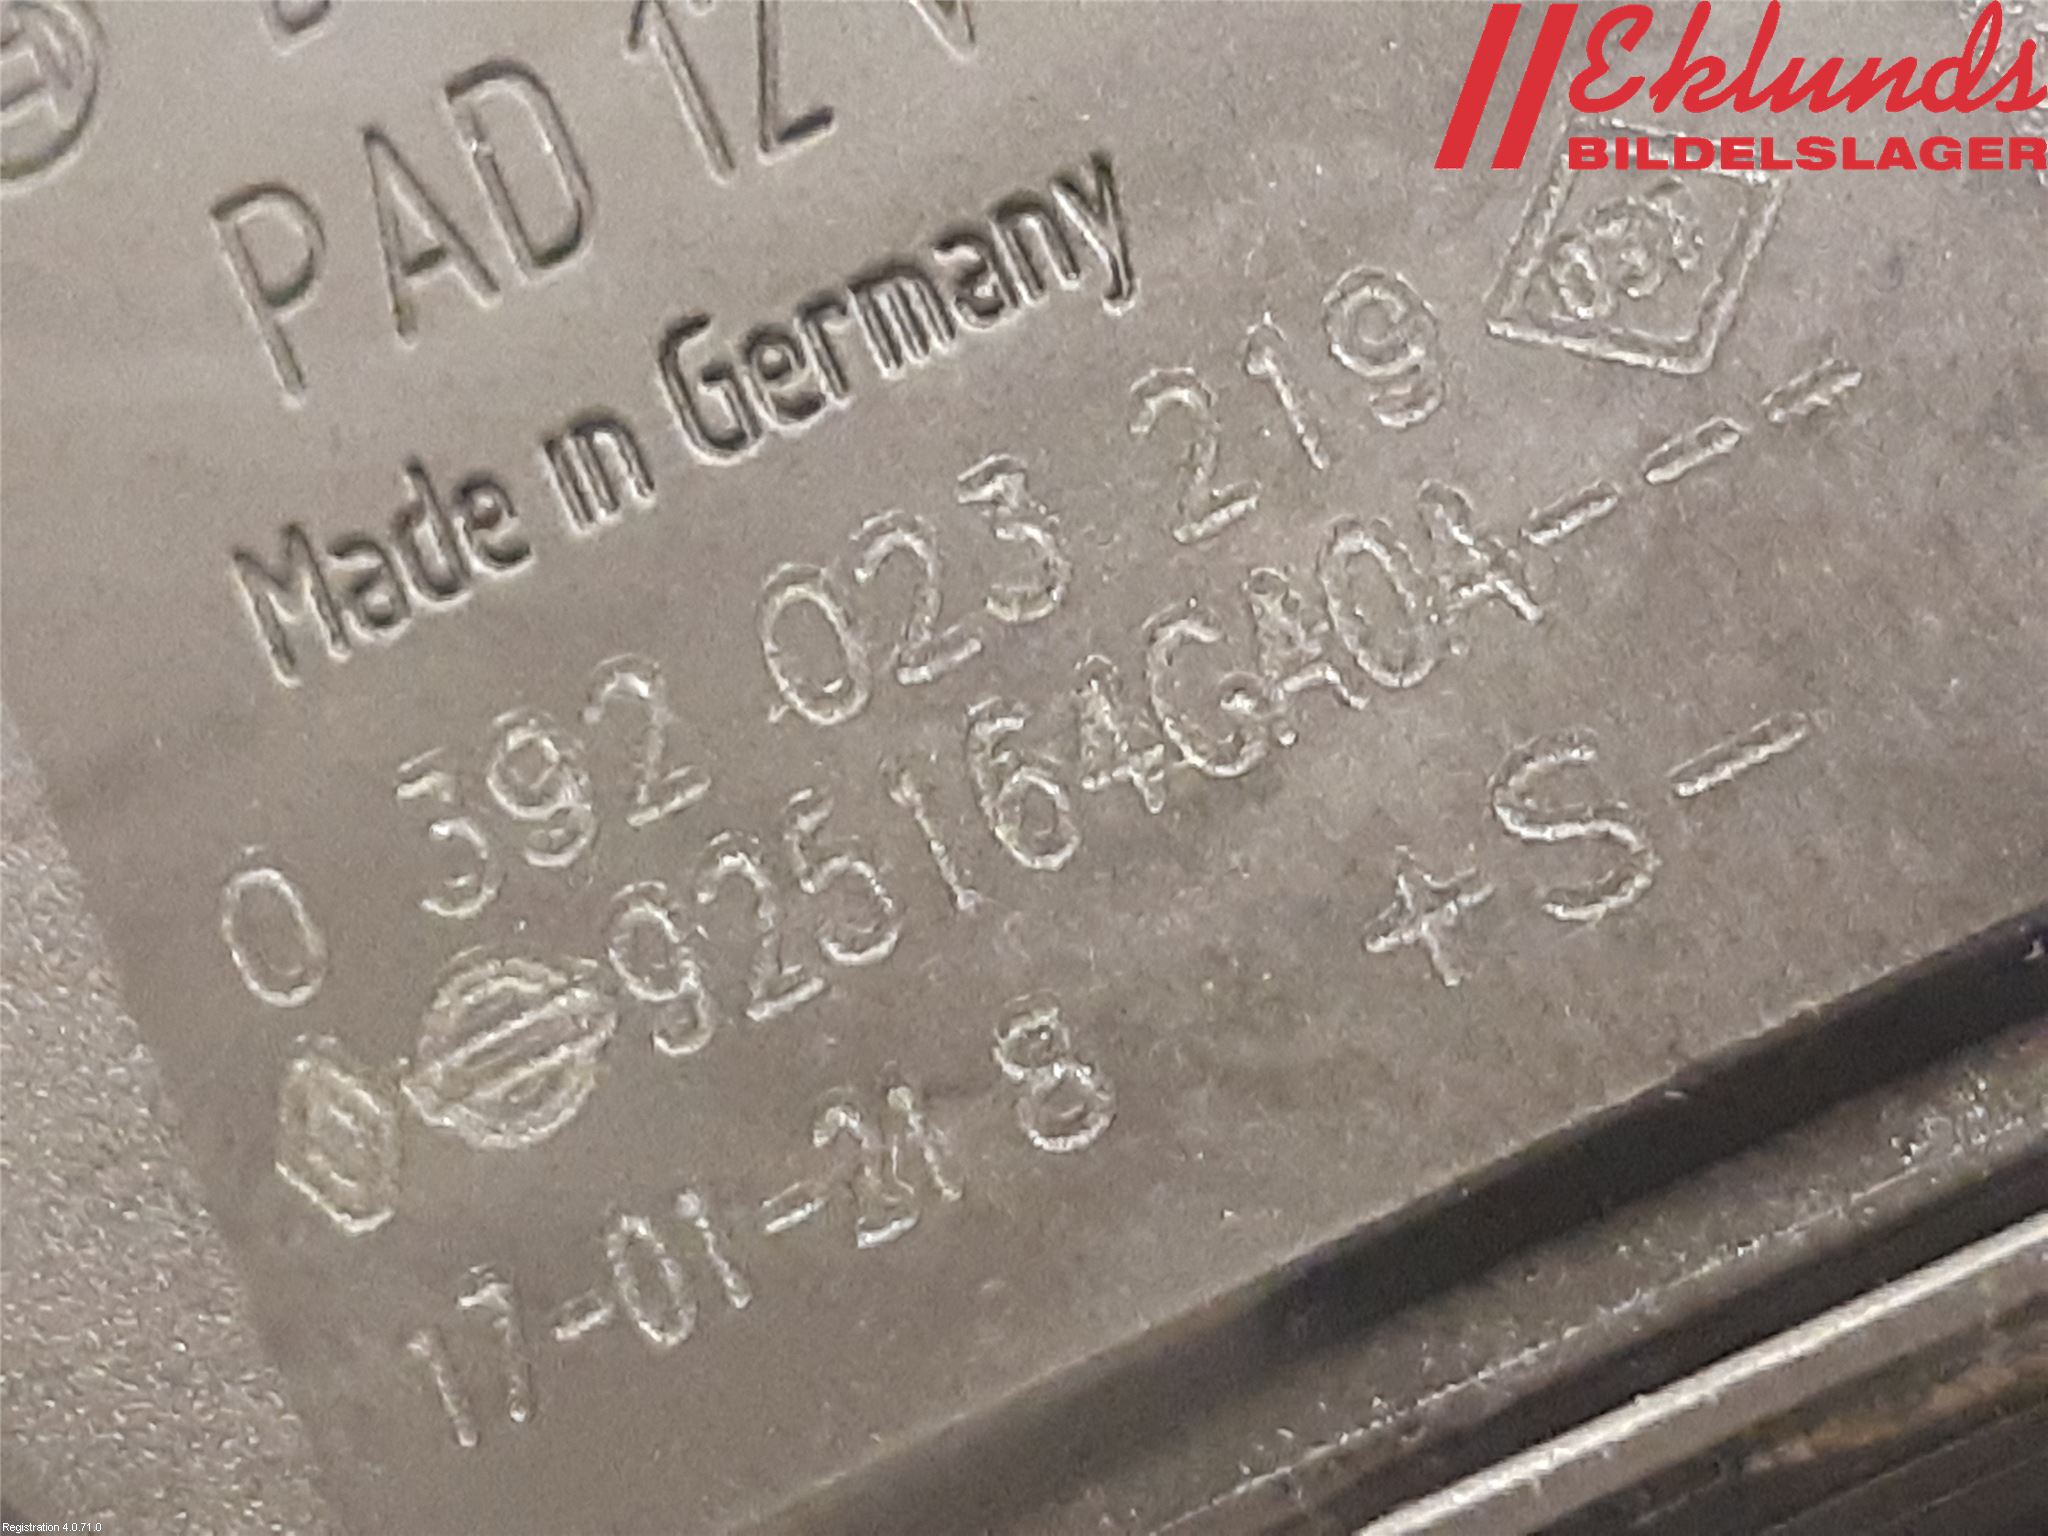 Eklunds
BILDELSLAGER
PAD 12 V
Made in Germany
0 392 023 219
925164GA04----
+S-
17-01-21 8
Registration 4.0.71.0